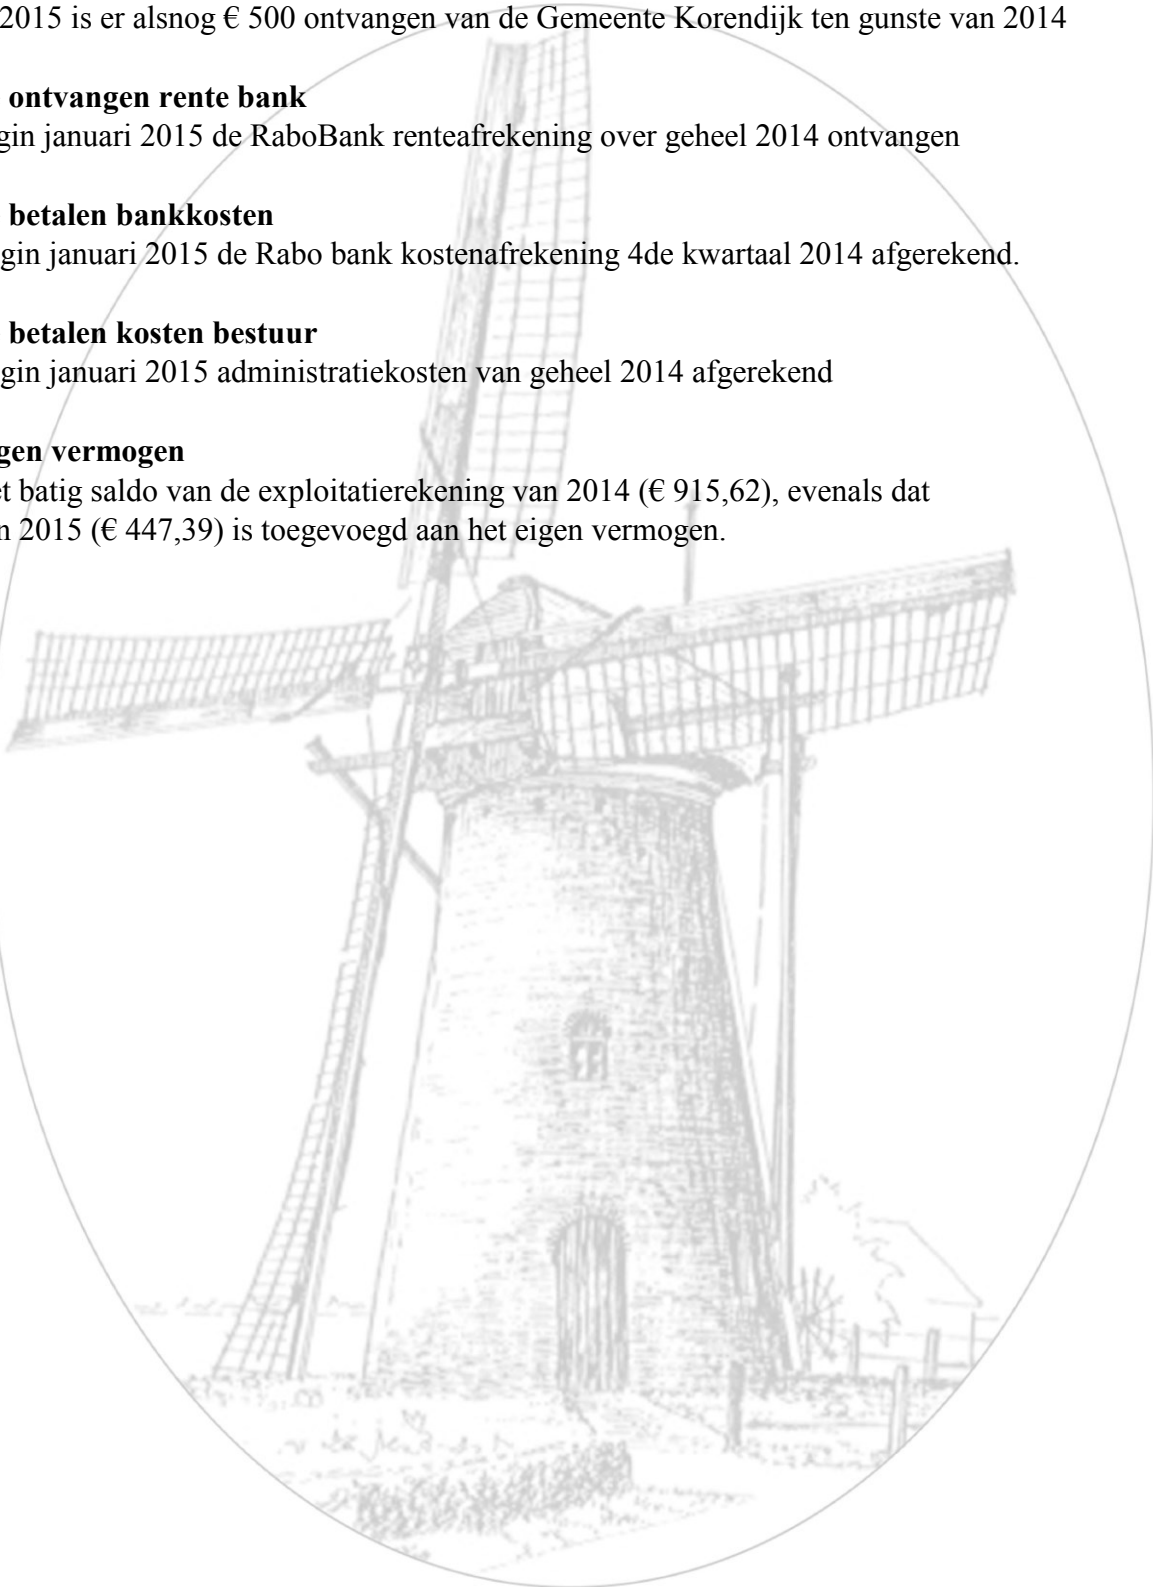 2015 is er alsnog € 500 ontvangen van de Gemeente Korendijk ten gunste van 2014
ontvangen rente bank
gin januari 2015 de RaboBank renteafrekening over geheel 2014 ontvangen
betalen bankkosten
gin januari 2015 de Rabo bank kostenafrekening 4de kwartaal 2014 afgerekend.
betalen kosten bestuur
gin januari 2015 administratiekosten van geheel 2014 afgerekend
gen vermogen
et batig saldo van de exploitatierekening van 2014 (€ 915,62), evenals dat
n 2015 (€ 447,39) is toegevoegd aan het eigen vermogen.